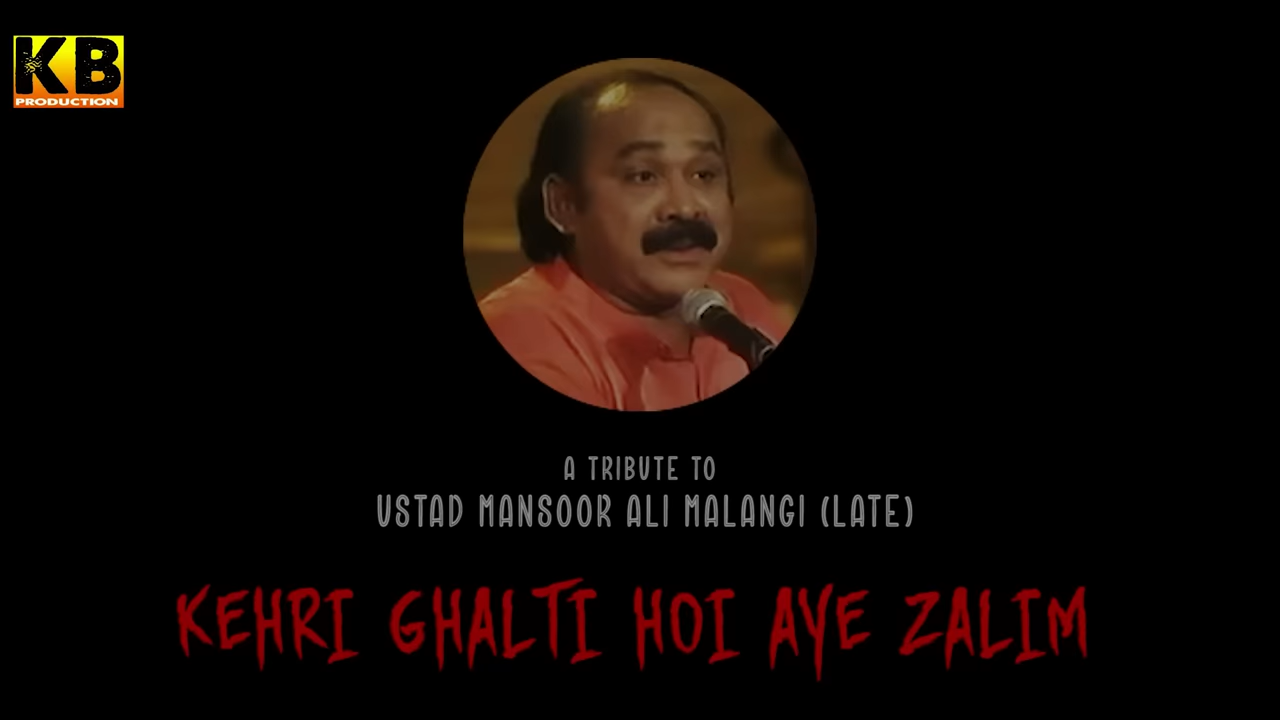 KB
PRODUCTION
A TRIBUTE TO
USTAD MANSOOR ALI MALANGI (LATE)
KEHRI GHALTI HOI AYE ZALIM